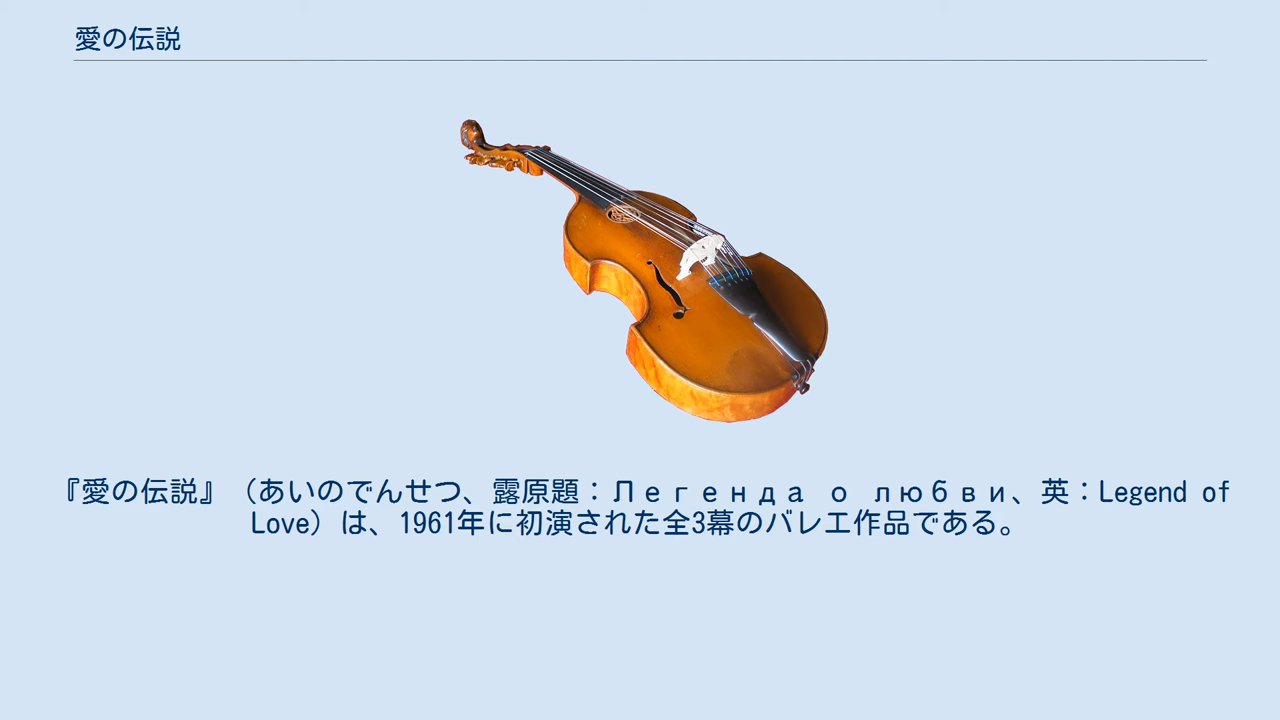 愛の伝説
『愛の伝説』（あいのでんせつ、露原題：Легенда о любви、英：Legend of
Love）は、1961年に初演された全3幕のバレエ作品である。